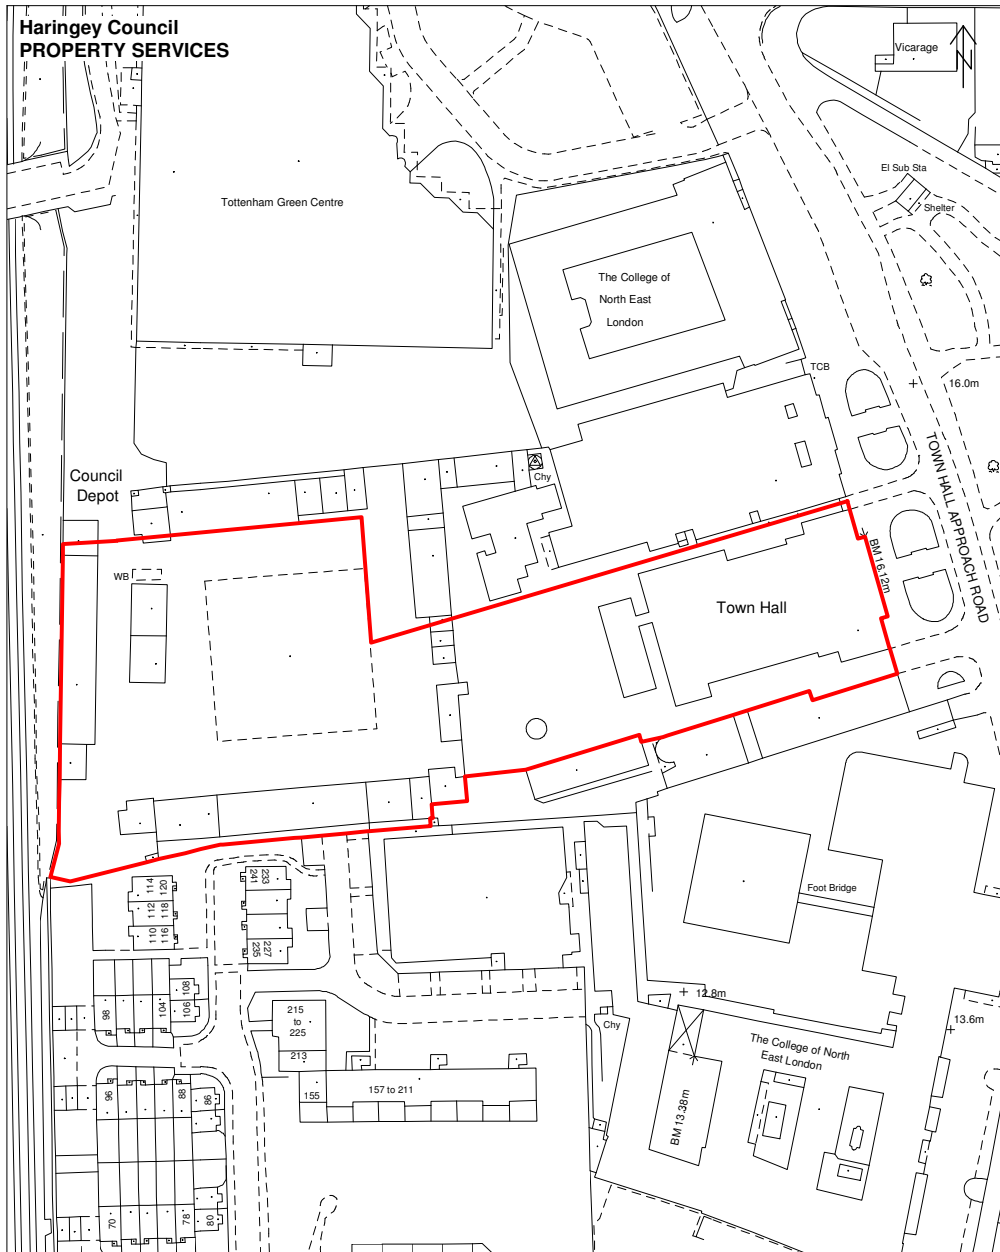 Haringey Council
PROPERTY SERVICES
Vicarage
N
El Sub Sta
Shelter
Tottenham Green Centre
The College of
North East
London
TCB
16.0m
TOWN HALL APPROACH ROAD
Council
Depot
Chy
BM 16.12m
WB
Town Hall
114
120
112
118
110
116
241
233
235
227
Foot Bridge
108
106
104
98
12.8m
13.6m
215
to
225
213
Chy
The College of North
East London
155
157 to 211
96
88
86
BM 13.38m
70
78
80